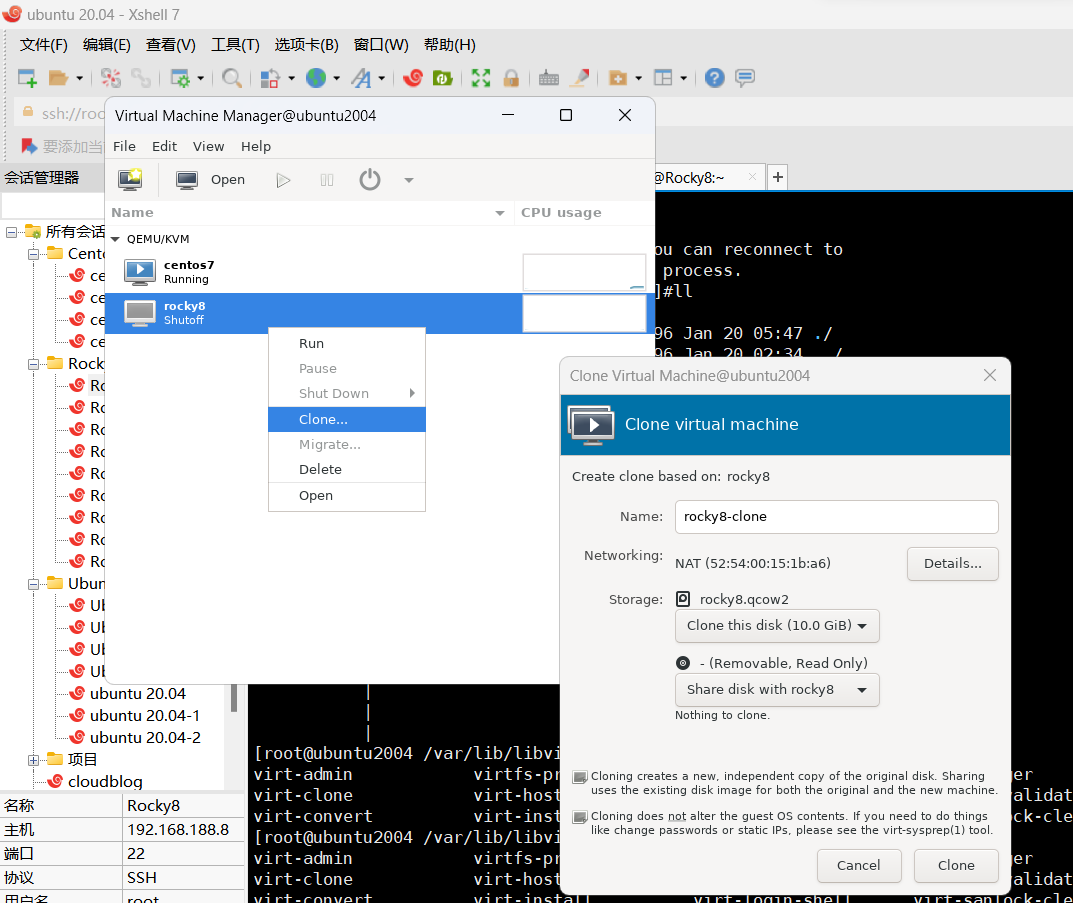 ubuntu 20.04 - Xshell 7
文件(F) 编辑(E) 查看(V) 工具(T) 选项卡(B) 窗口(W) 帮助(H)
ssh://roo
要添加当
会话管理器
@Rocky8:~
Virtual Machine Manager@ubuntu2004
File Edit View Help
Open
Name CPU usage
QEMU/KVM
centos7
Running
rocky8
Shutoff
Run
Pause
Shut Down
Clone...
Migrate...
Delete
Open
所有会话
Cento
ce
ce
ce
ce
Rock
Ro
Ro
Ro
Ro
Ro
Ro
Ro
Ro
Ro
Ubun
Ub
Ub
Ub
Ub
ubuntu 20.04
ubuntu 20.04-1
ubuntu 20.04-2
项目
cloudblog
名称 Rocky8
主机 192.168.188.8
端口 22
协议 SSH
用户名 root
ou can reconnect to
process.
]#ll
96 Jan 20 05:47 ./
96 Jan 20 02:34 ../
Clone Virtual Machine@ubuntu2004
Clone virtual machine
Create clone based on: rocky8
Name: rocky8-clone
Networking: NAT (52:54:00:15:1b:a6) Details...
Storage: rocky8.qcow2
Clone this disk (10.0 GiB)
- (Removable, Read Only)
Share disk with rocky8
Nothing to clone.
Cloning creates a new, independent copy of the original disk. Sharing
uses the existing disk image for both the original and the new machine.
Cloning does not alter the guest OS contents. If you need to do things
like change passwords or static IPs, please see the virt-sysprep(1) tool.
Cancel Clone
[root@ubuntu2004 /var/lib/libvi
virt-admin virtfs-pr ger
virt-clone virt-host validat
virt-convert virt-inst nlock-cle
[root@ubuntu2004 /var/lib/libvi
virt-admin virtfs-pr ger
virt-clone virt-host validat
virt-convert virt-install virt-login-shell virt-sanlock-cle